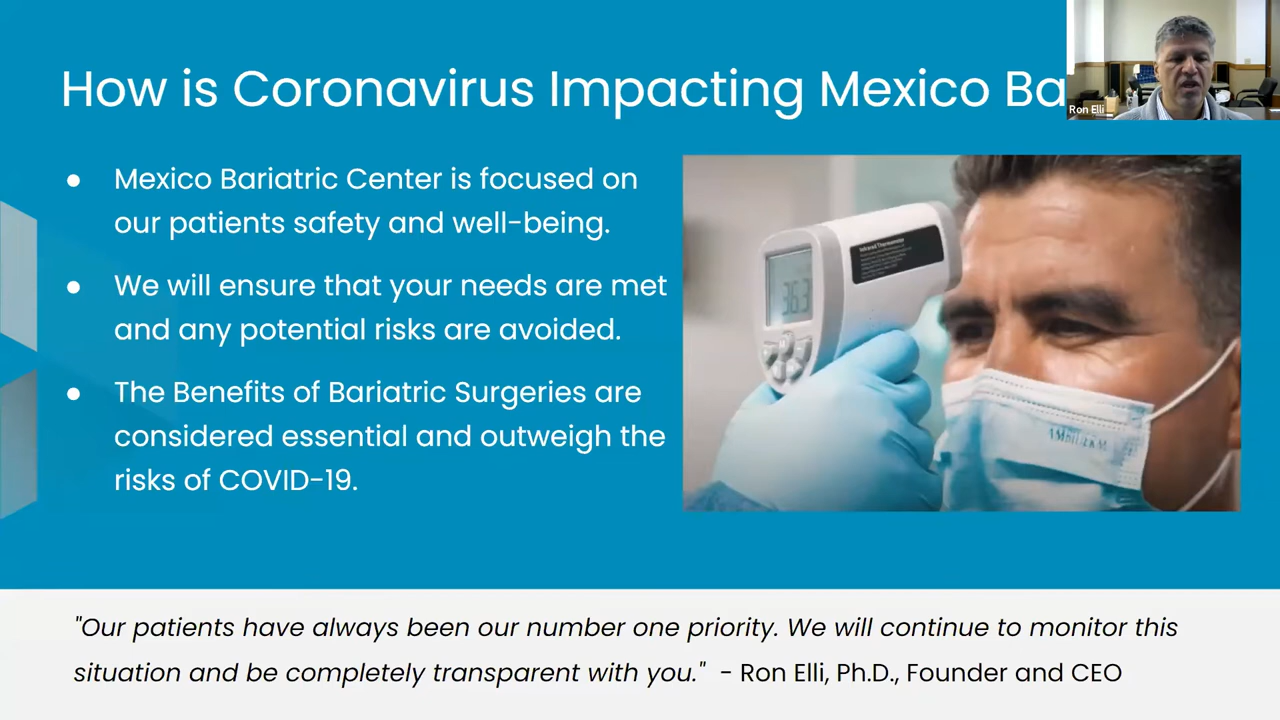 How is Coronavirus Impacting Mexico Ba
Ron Elli
● Mexico Bariatric Center is focused on
our patients safety and well-being.
● We will ensure that your needs are met
and any potential risks are avoided.
● The Benefits of Bariatric Surgeries are
considered essential and outweigh the
risks of COVID-19.
Infrared Thermometer
36.3
"Our patients have always been our number one priority. We will continue to monitor this
situation and be completely transparent with you." - Ron Elli, Ph.D., Founder and CEO